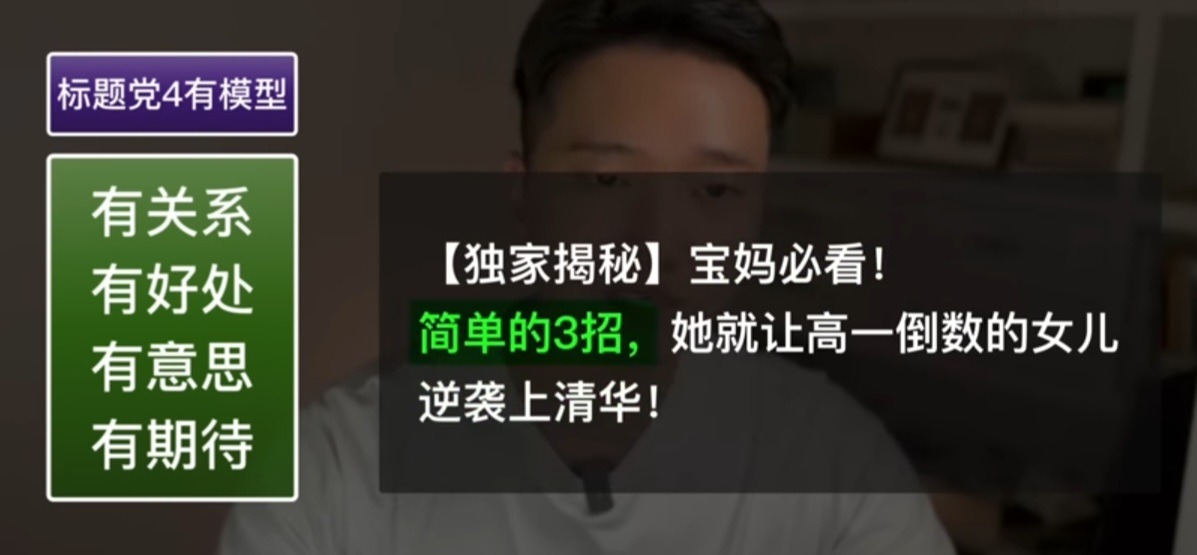 标题党4有模型
有关系
有好处
有意思
有期待
【独家揭秘】宝妈必看!
简单的3招，她就让高一倒数的女儿
逆袭上清华!